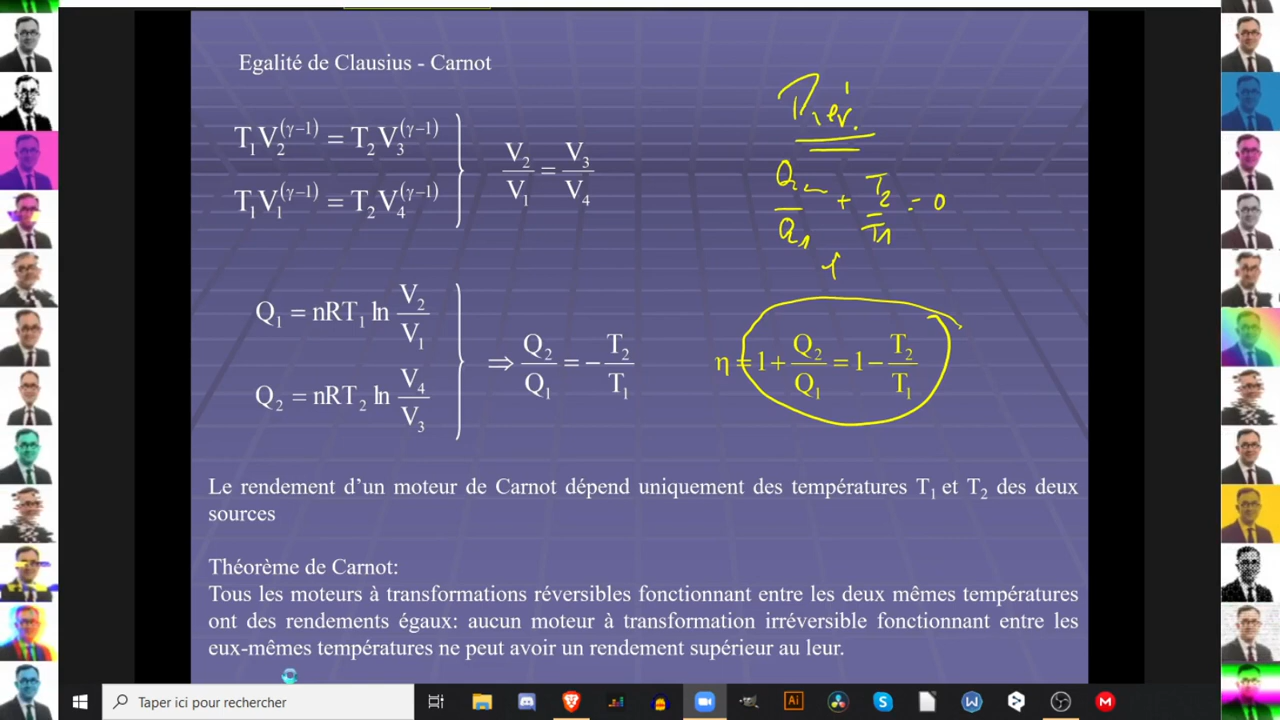 Egalité de Clausius - Carnot
T₁V₂^(γ−1) = T₂V₃^(γ−1)
T₁V₁^(γ−1) = T₂V₄^(γ−1)
V₂/V₁ = V₃/V₄
Q₂/Q₁ + T₂/T₁ = 0
Q₁ = nRT₁ ln V₂/V₁
Q₂ = nRT₂ ln V₄/V₃
⇒ Q₂/Q₁ = − T₂/T₁
η = 1 + Q₂/Q₁ = 1 − T₂/T₁
Le rendement d’un moteur de Carnot dépend uniquement des températures T₁ et T₂ des deux
sources
Théorème de Carnot:
Tous les moteurs à transformations réversibles fonctionnant entre les deux mêmes températures
ont des rendements égaux: aucun moteur à transformation irréversible fonctionnant entre les
eux-mêmes températures ne peut avoir un rendement supérieur au leur.
Taper ici pour rechercher